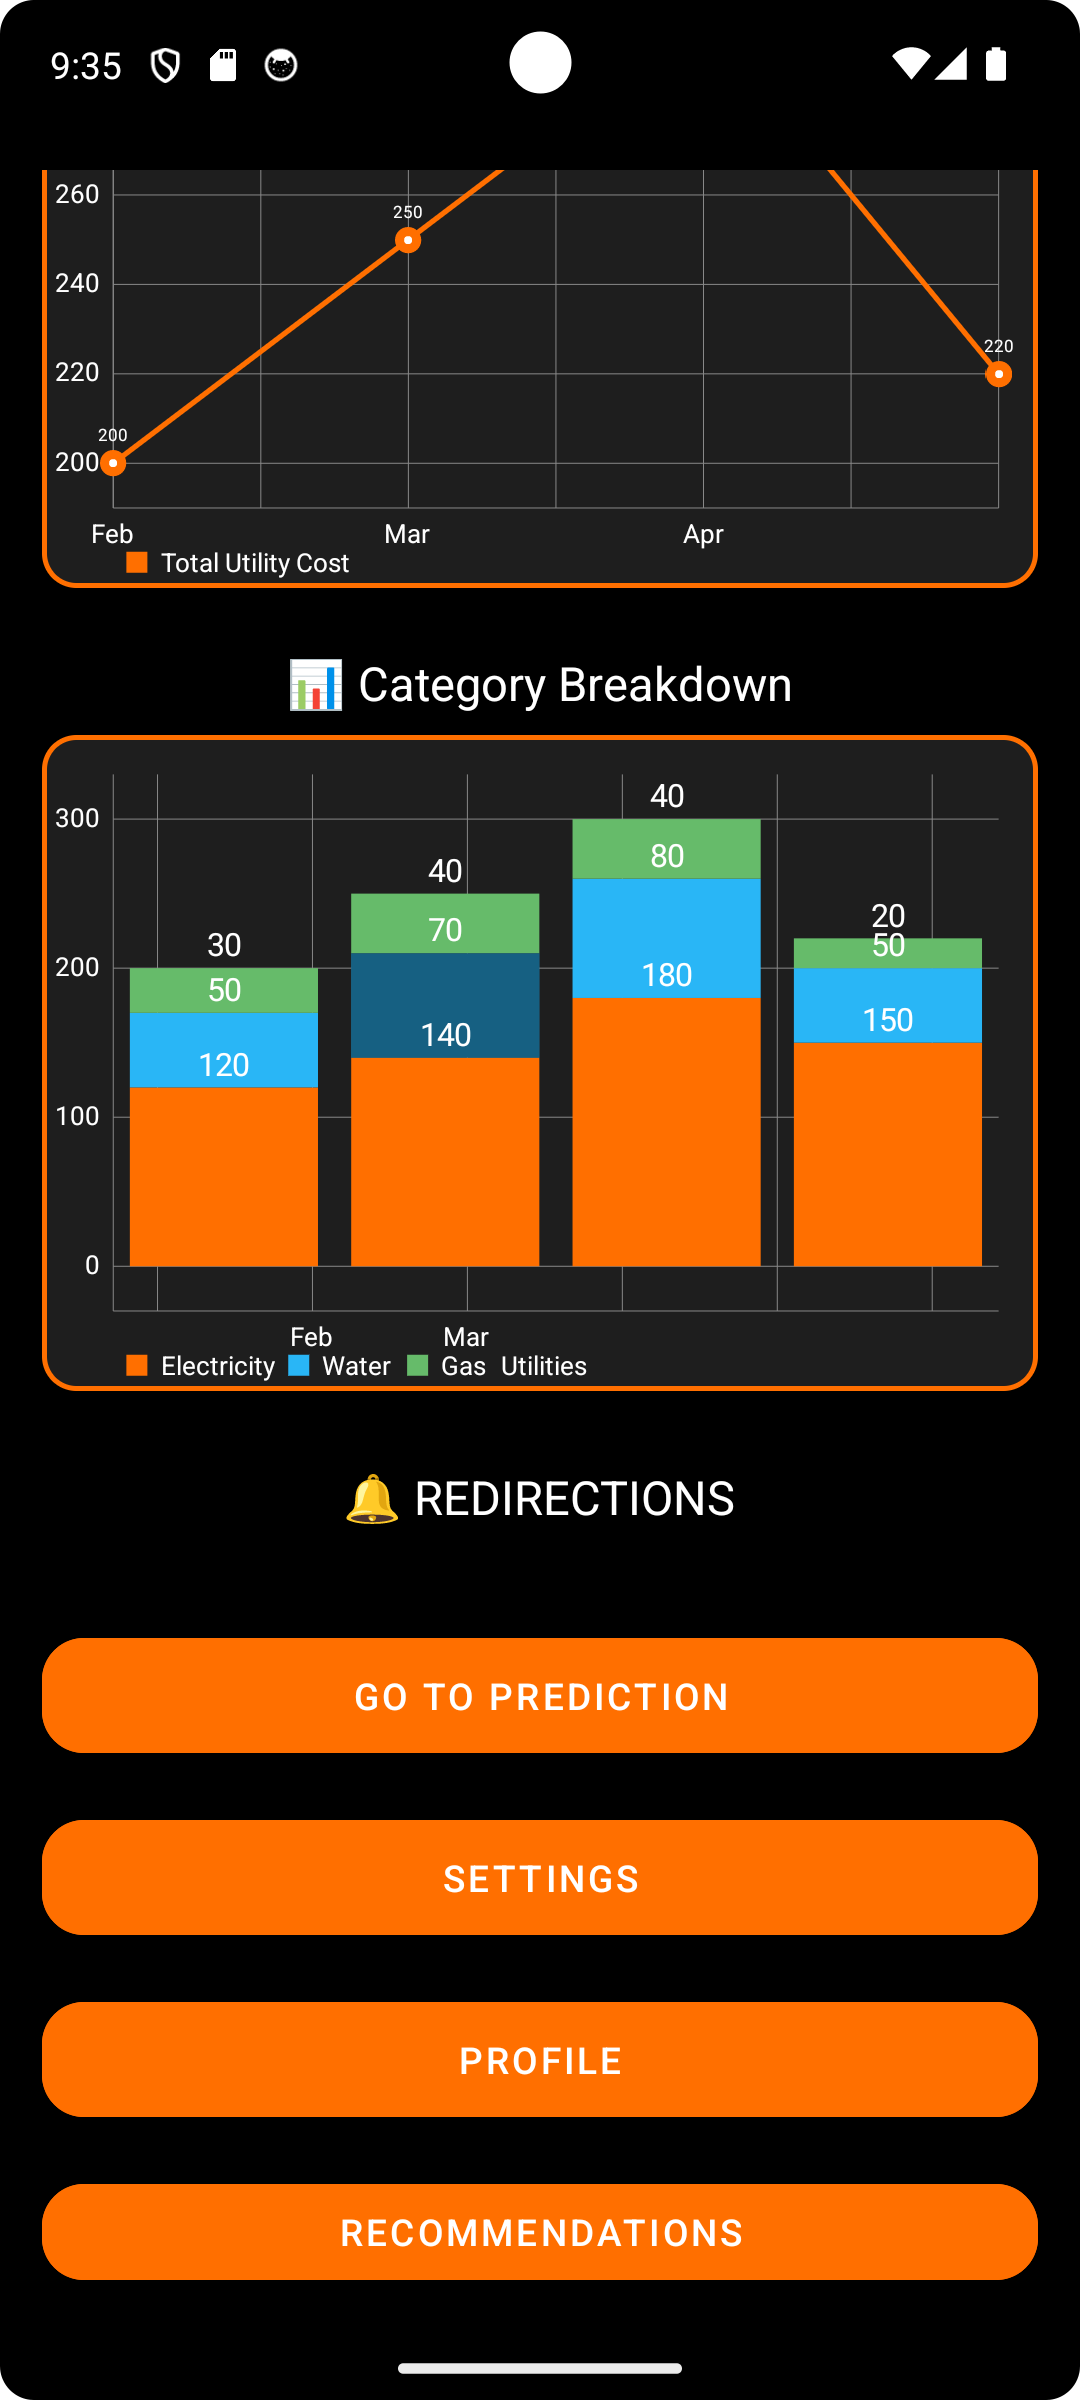 9:35
260
250
240
220
220
200
200
Feb Mar Apr
Total Utility Cost
📊 Category Breakdown
40
300
80
40
20
70
50
30
200
180
50
150
140
120
100
0
Feb Mar
Electricity Water Gas Utilities
🔔 REDIRECTIONS
GO TO PREDICTION
SETTINGS
PROFILE
RECOMMENDATIONS